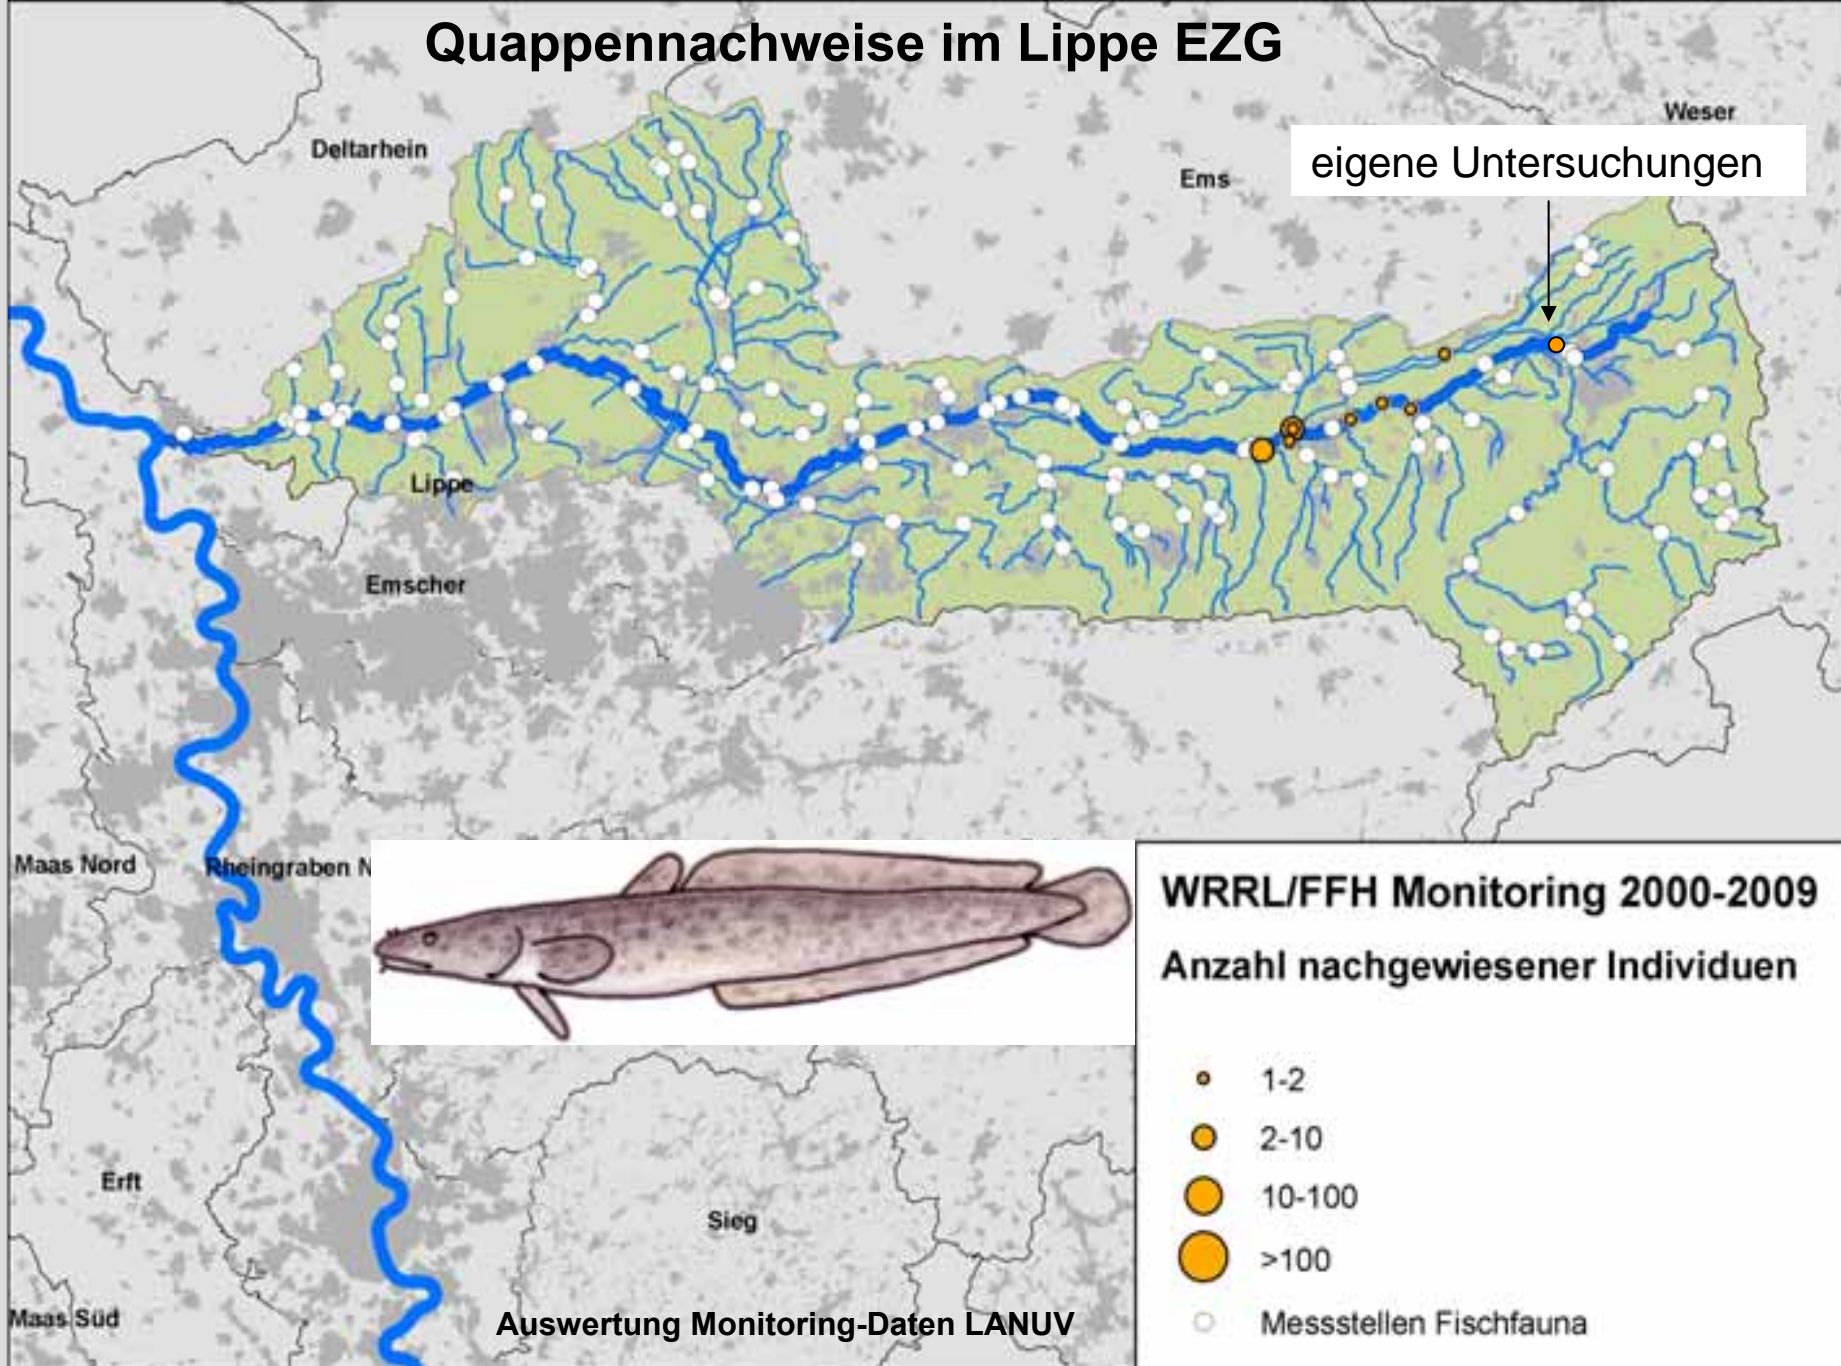 Quappennachweise im Lippe EZG
Weser
Deltarhein
eigene Untersuchungen
Ems
Lippe
Emscher
Maas Nord
Rheingraben N
WRRL/FFH Monitoring 2000-2009
Anzahl nachgewiesener Individuen
1-2
2-10
10-100
>100
Messstellen Fischfauna
Erft
Sieg
Maas Süd
Auswertung Monitoring-Daten LANUV